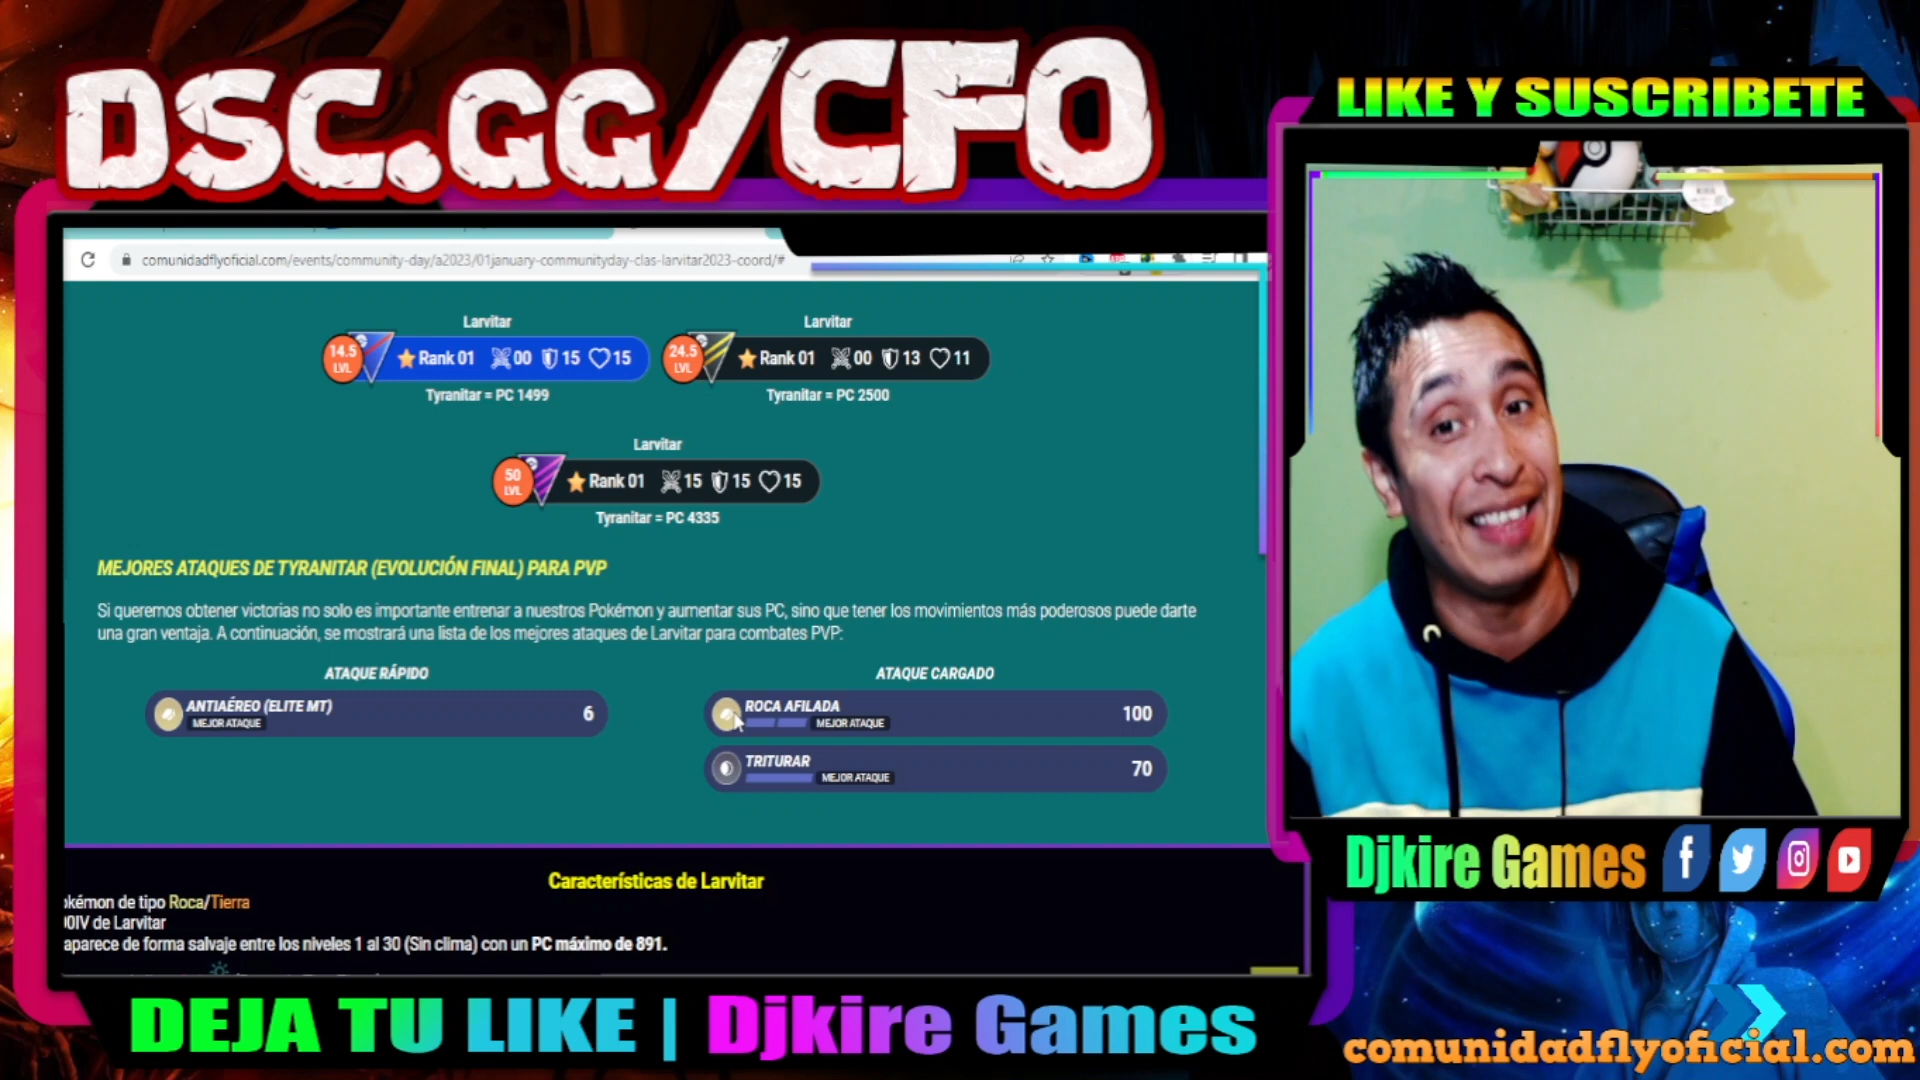 DSC.GG/CFO
LIKE Y SUSCRIBETE
comunidadflyoficial.com/events/community-day/a2023/01january-communityday-clas-larvitar2023-coord/#
Larvitar
14.5 LVL
Rank 01 00 15 15
Tyranitar = PC 1499
Larvitar
24.5 LVL
Rank 01 00 13 11
Tyranitar = PC 2500
Larvitar
50 LVL
Rank 01 15 15 15
Tyranitar = PC 4335
MEJORES ATAQUES DE TYRANITAR (EVOLUCIÓN FINAL) PARA PVP
Si queremos obtener victorias no solo es importante entrenar a nuestros Pokémon y aumentar sus PC, sino que tener los movimientos más poderosos puede darte
una gran ventaja. A continuación, se mostrará una lista de los mejores ataques de Larvitar para combates PVP:
ATAQUE RÁPIDO
ANTIAÉREO (ELITE MT) 6
MEJOR ATAQUE
ATAQUE CARGADO
ROCA AFILADA 100
MEJOR ATAQUE
TRITURAR 70
MEJOR ATAQUE
Características de Larvitar
okémon de tipo Roca/Tierra
00IV de Larvitar
aparece de forma salvaje entre los niveles 1 al 30 (Sin clima) con un PC máximo de 891.
Djkire Games
DEJA TU LIKE | Djkire Games
comunidadflyoficial.com